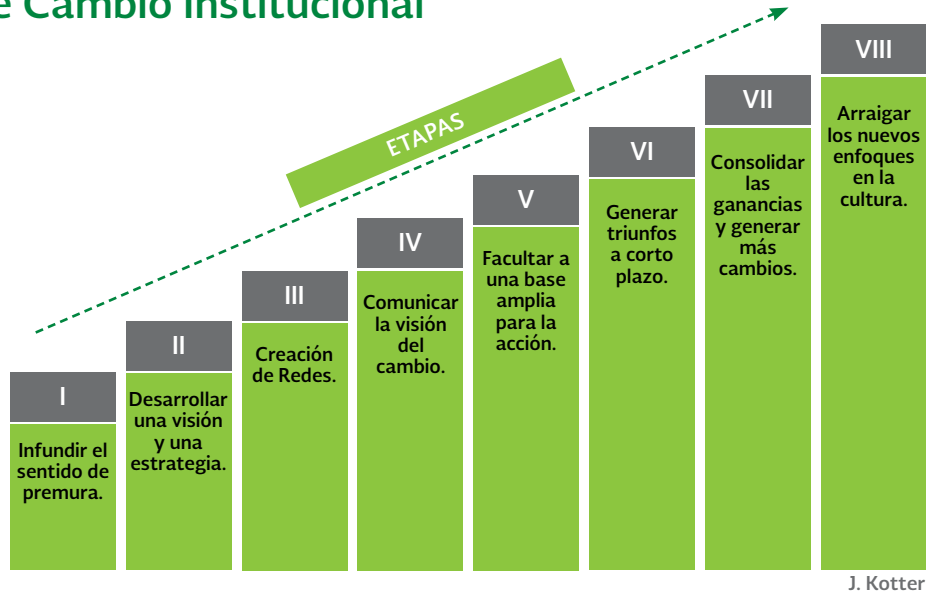 e Cambio Institucional
ETAPAS
I
Infundir el
sentido de
premura.
II
Desarrollar
una visión
y una
estrategia.
III
Creación
de Redes.
IV
Comunicar
la visión
del
cambio.
V
Facultar a
una base
amplia
para la
acción.
VI
Generar
triunfos
a corto
plazo.
VII
Consolidar
las
ganancias
y generar
más
cambios.
VIII
Arraigar
los nuevos
enfoques
en la
cultura.
J. Kotter